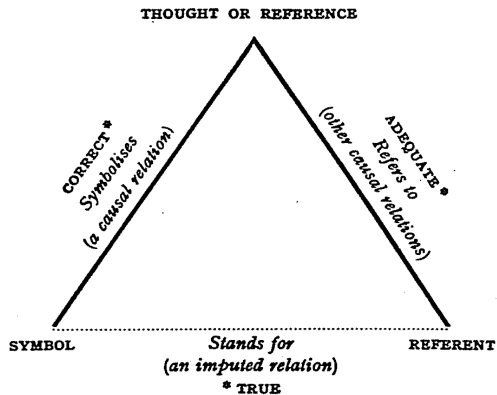 THOUGHT OR REFERENCE
CORRECT *
Symbolises
(a causal relation)
ADEQUATE *
Refers to
(other causal relations)
SYMBOL
Stands for
(an imputed relation)
* TRUE
REFERENT